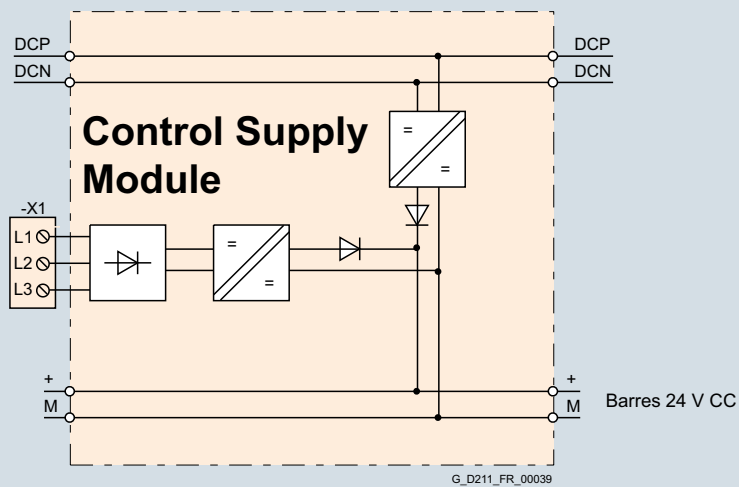 DCP DCP
DCN DCN
Control Supply
Module
=
=
-X1
L1
L2
L3
=
=
+ +
M M
Barres 24 V CC
G_D211_FR_00039